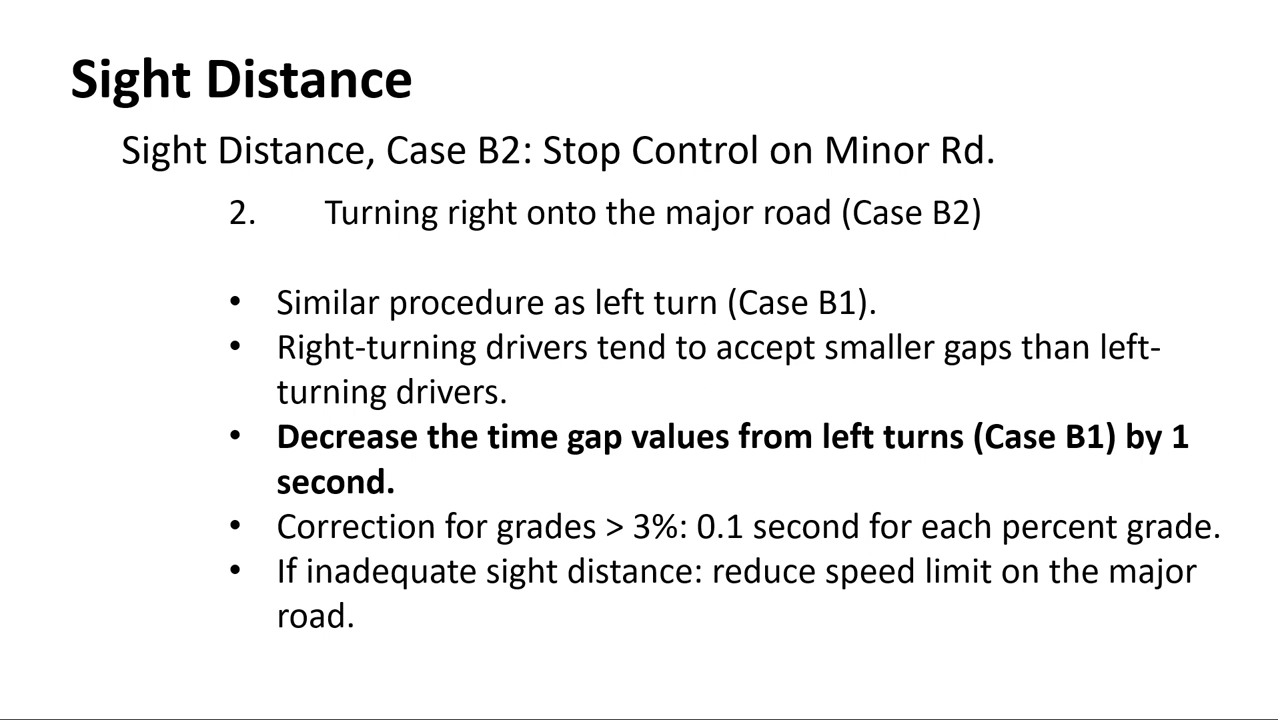 Sight Distance
Sight Distance, Case B2: Stop Control on Minor Rd.
2. Turning right onto the major road (Case B2)
• Similar procedure as left turn (Case B1).
• Right-turning drivers tend to accept smaller gaps than left-
turning drivers.
• Decrease the time gap values from left turns (Case B1) by 1
second.
• Correction for grades > 3%: 0.1 second for each percent grade.
• If inadequate sight distance: reduce speed limit on the major
road.